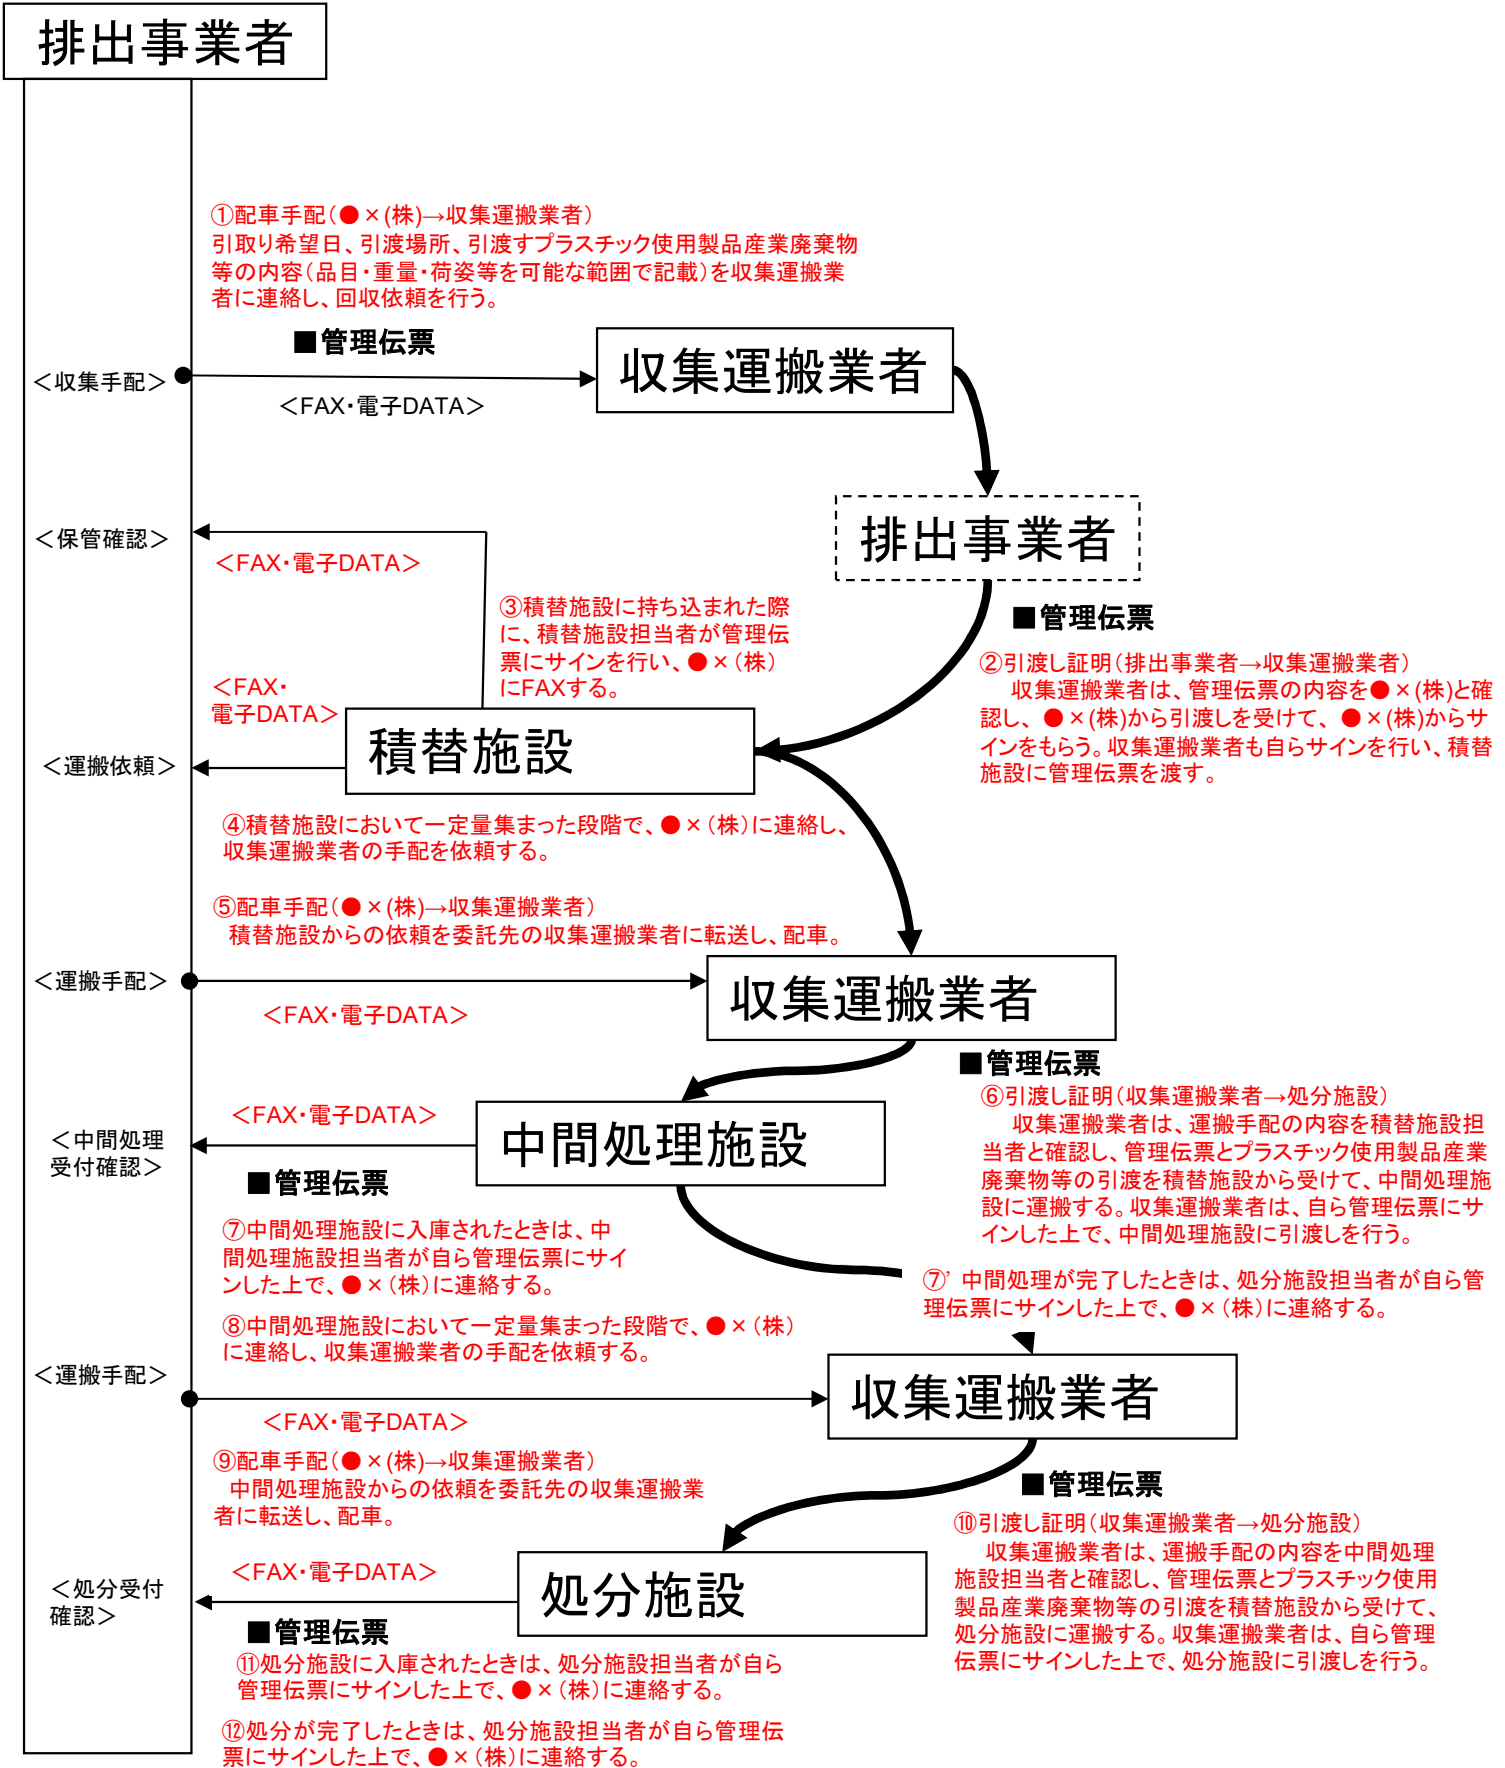 排出事業者
①配車手配(●×(株)→収集運搬業者)
引取り希望日、引渡場所、引渡すプラスチック使用製品産業廃棄物
等の内容(品目・重量・荷姿等を可能な範囲で記載)を収集運搬業
者に連絡し、回収依頼を行う。
■管理伝票
収集運搬業者
<収集手配>
<FAX・電子DATA>
排出事業者
<保管確認>
<FAX・電子DATA>
③積替施設に持ち込まれた際
に、積替施設担当者が管理伝
票にサインを行い、●×(株)
にFAXする。
■管理伝票
②引渡し証明(排出事業者→収集運搬業者)
収集運搬業者は、管理伝票の内容を●×(株)と確
認し、●×(株)から引渡しを受けて、●×(株)からサ
インをもらう。収集運搬業者も自らサインを行い、積替
施設に管理伝票を渡す。
<FAX・
電子DATA>
積替施設
<運搬依頼>
④積替施設において一定量集まった段階で、●×(株)に連絡し、
収集運搬業者の手配を依頼する。
⑤配車手配(●×(株)→収集運搬業者)
積替施設からの依頼を委託先の収集運搬業者に転送し、配車。
<運搬手配>
<FAX・電子DATA>
収集運搬業者
■管理伝票
⑥引渡し証明(収集運搬業者→処分施設)
収集運搬業者は、運搬手配の内容を積替施設担
当者と確認し、管理伝票とプラスチック使用製品産業
廃棄物等の引渡を積替施設から受けて、中間処理施
設に運搬する。収集運搬業者は、自ら管理伝票にサ
インした上で、中間処理施設に引渡しを行う。
<FAX・電子DATA>
中間処理施設
<中間処理
受付確認>
■管理伝票
⑦中間処理施設に入庫されたときは、中
間処理施設担当者が自ら管理伝票にサイ
ンした上で、●×(株)に連絡する。
⑦’ 中間処理が完了したときは、処分施設担当者が自ら管
理伝票にサインした上で、●×(株)に連絡する。
⑧中間処理施設において一定量集まった段階で、●×(株)
に連絡し、収集運搬業者の手配を依頼する。
<運搬手配>
収集運搬業者
<FAX・電子DATA>
⑨配車手配(●×(株)→収集運搬業者)
中間処理施設からの依頼を委託先の収集運搬業
者に転送し、配車。
■管理伝票
⑩引渡し証明(収集運搬業者→処分施設)
収集運搬業者は、運搬手配の内容を中間処理
施設担当者と確認し、管理伝票とプラスチック使用
製品産業廃棄物等の引渡を積替施設から受けて、
処分施設に運搬する。収集運搬業者は、自ら管理
伝票にサインした上で、処分施設に引渡しを行う。
<FAX・電子DATA>
処分施設
<処分受付
確認>
■管理伝票
⑪処分施設に入庫されたときは、処分施設担当者が自ら
管理伝票にサインした上で、●×(株)に連絡する。
⑫処分が完了したときは、処分施設担当者が自ら管理伝
票にサインした上で、●×(株)に連絡する。